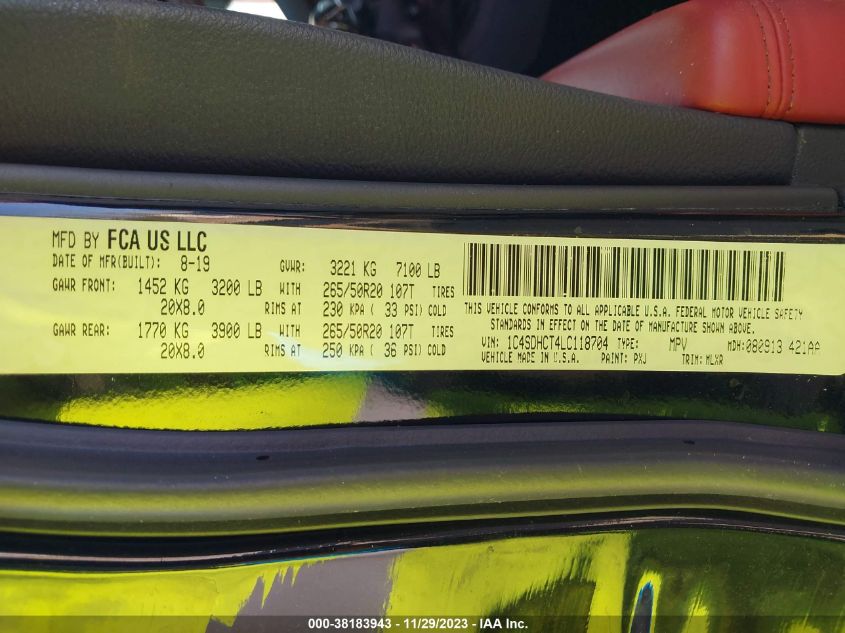 MFD BY FCA US LLC
DATE OF MFR(BUILT): 8-19 GVWR: 3221 KG 7100 LB
GAWR FRONT: 1452 KG 3200 LB WITH 265/50R20 107T TIRES
20X8.0 RIMS AT 230 KPA ( 33 PSI) COLD
GAWR REAR: 1770 KG 3900 LB WITH 265/50R20 107T TIRES
20X8.0 RIMS AT 250 KPA ( 36 PSI) COLD
THIS VEHICLE CONFORMS TO ALL APPLICABLE U.S.A. FEDERAL MOTOR VEHICLE SAFETY
STANDARDS IN EFFECT ON THE DATE OF MANUFACTURE SHOWN ABOVE.
VIN: 1C4SDHCT4LC118704 TYPE: MPV MDH: 080913 421AA
VEHICLE MADE IN U.S.A. PAINT: PXJ TRIM: HLXR
000-38183943 - 11/29/2023 - IAA Inc.